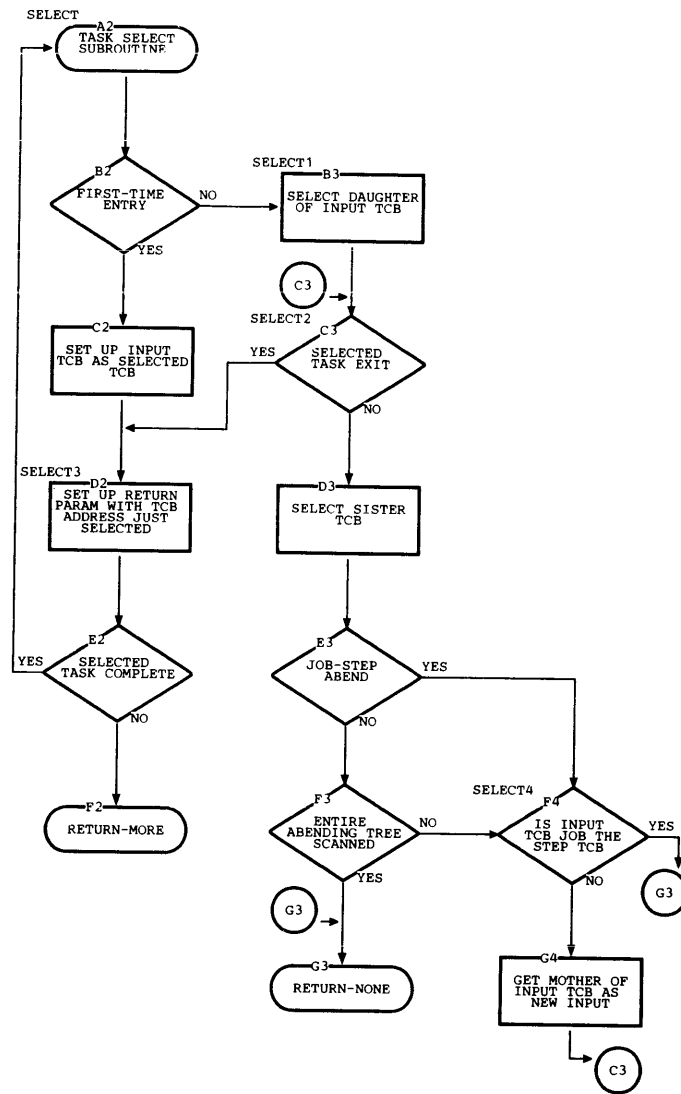 SELECT
A2
TASK SELECT
SUBROUTINE
B2
FIRST-TIME
ENTRY
NO
YES
SELECT1
B3
SELECT DAUGHTER
OF INPUT TCB
C3
SELECT2
C2
SET UP INPUT
TCB AS SELECTED
TCB
C3
SELECTED
TASK EXIT
YES
NO
SELECT3
D2
SET UP RETURN
PARAM WITH TCB
ADDRESS JUST
SELECTED
D3
SELECT SISTER
TCB
E2
SELECTED
TASK COMPLETE
YES
NO
E3
JOB-STEP
ABEND
YES
NO
F2
RETURN-MORE
F3
ENTIRE
ABENDING TREE
SCANNED
NO
YES
SELECT4
F4
IS INPUT
TCB JOB THE
STEP TCB
YES
NO
G3
G3
G3
RETURN-NONE
G4
GET MOTHER OF
INPUT TCB AS
NEW INPUT
C3